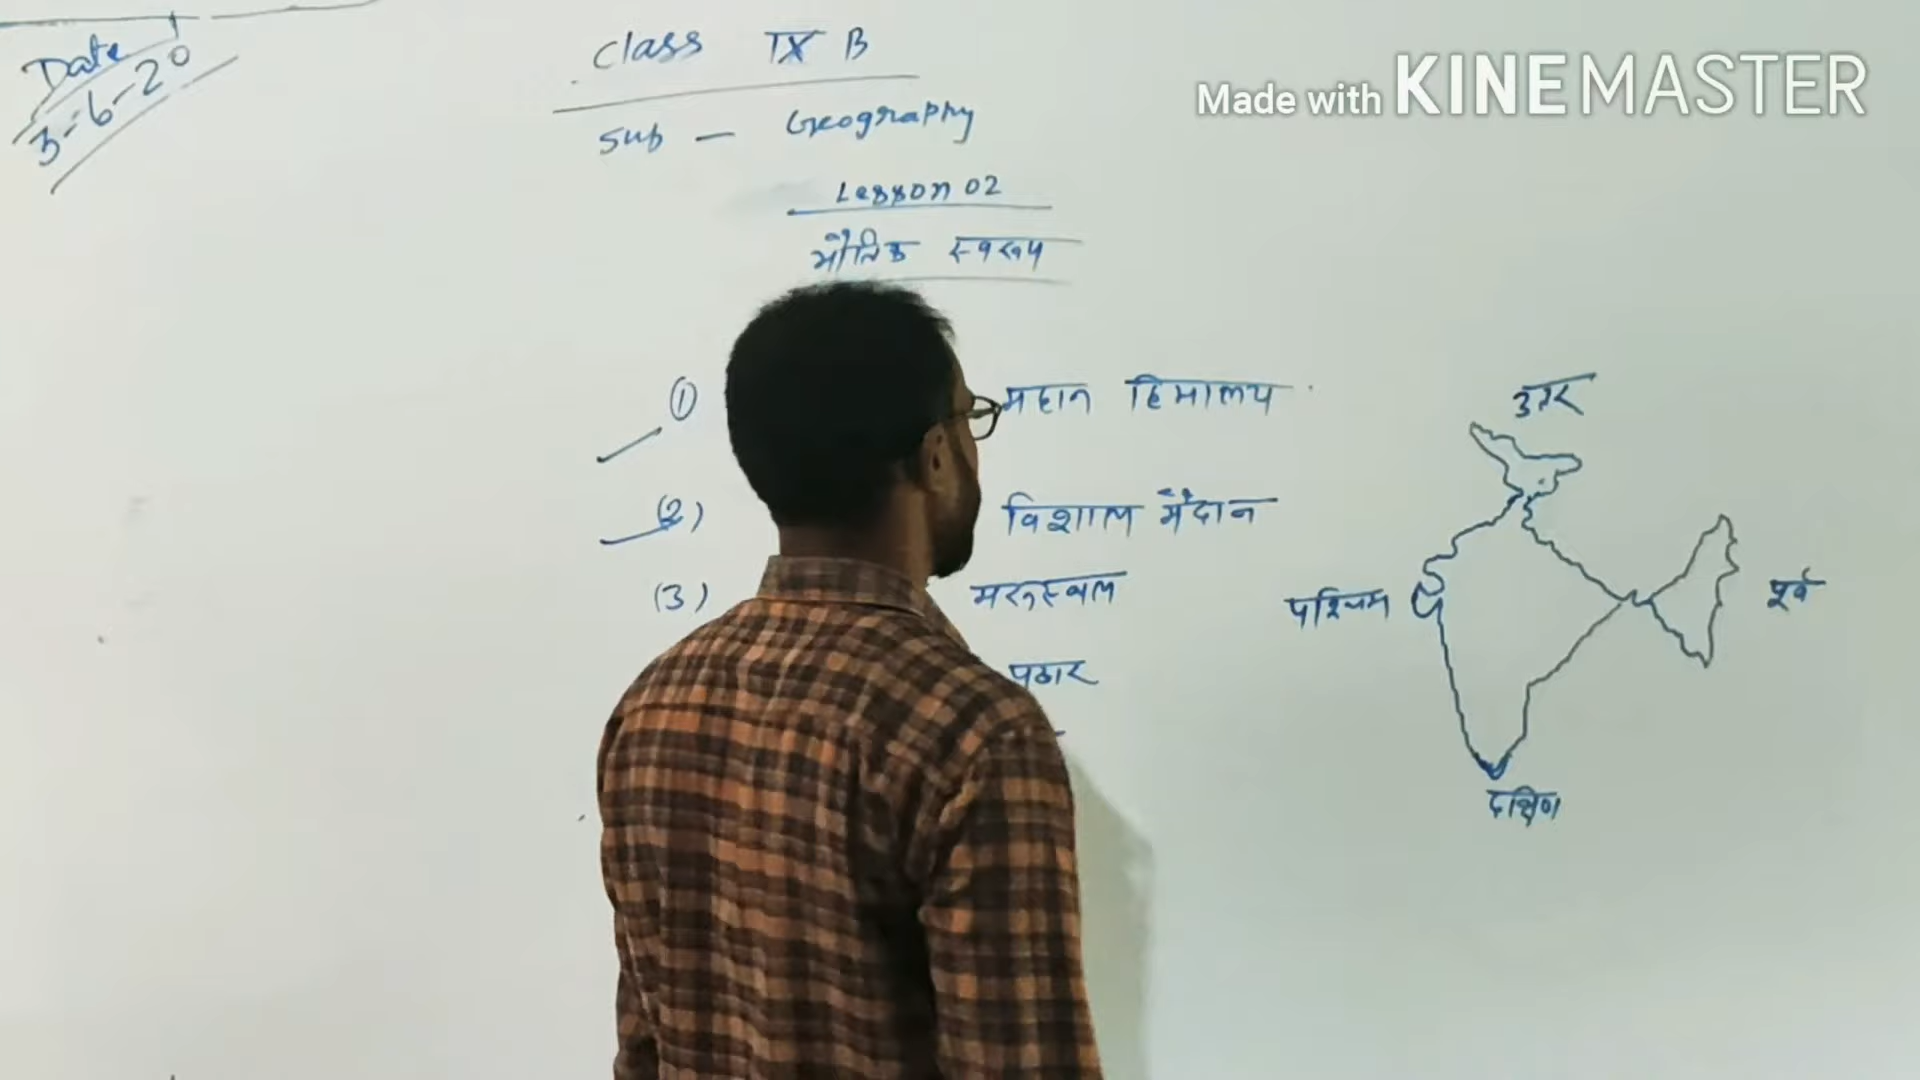 Date
3-6-20
Class IX B
Sub - Geography
Lesson 02
भौतिक स्वरूप
① महान हिमालय
(2) विशाल मैदान
(3) मरुस्थल
पठार
उत्तर
पश्चिम
पूर्व
दक्षिण
Made with KINEMASTER